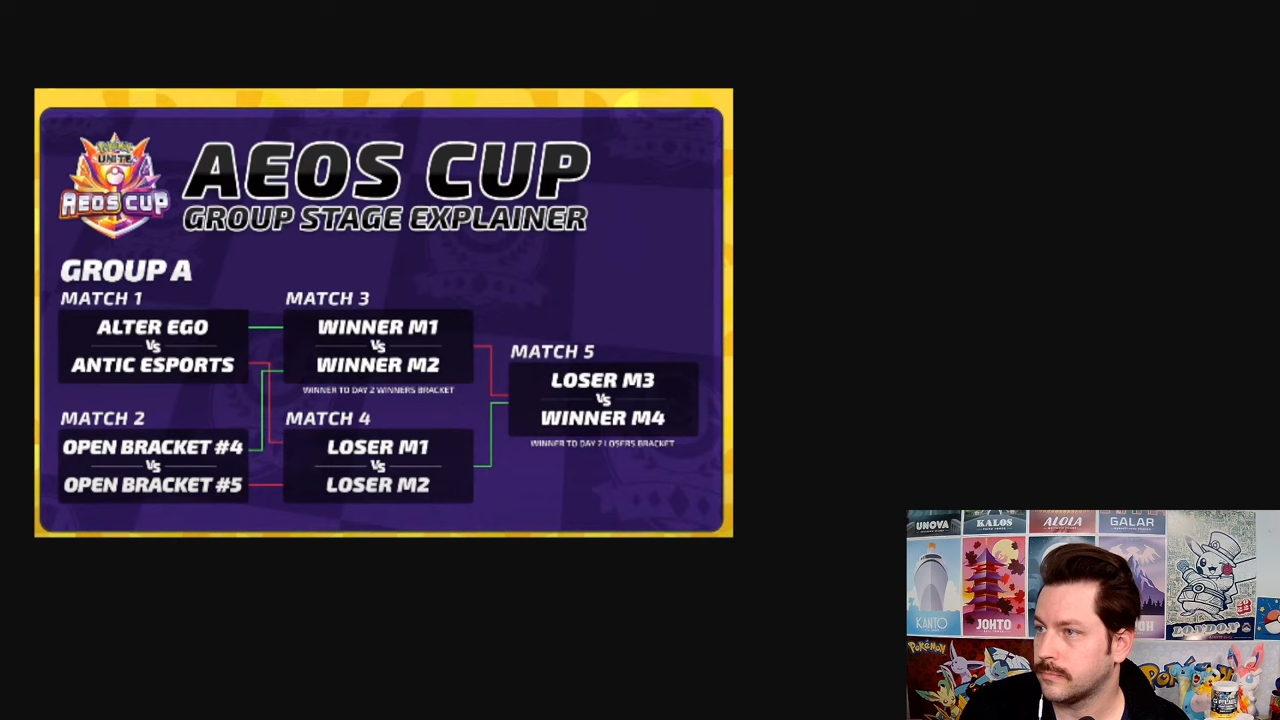 Pokémon
UNITE
AEOS CUP
AEOS CUP
GROUP STAGE EXPLAINER
GROUP A
MATCH 1
ALTER EGO
VS
ANTIC ESPORTS
MATCH 2
OPEN BRACKET #4
VS
OPEN BRACKET #5
MATCH 3
WINNER M1
VS
WINNER M2
WINNER TO DAY 2 WINNERS BRACKET
MATCH 4
LOSER M1
VS
LOSER M2
MATCH 5
LOSER M3
VS
WINNER M4
WINNER TO DAY 2 LOSERS BRACKET
UNOVA
KALOS
ALOLA
GALAR
KANTO
JOHTO
LONDON
Pokémon